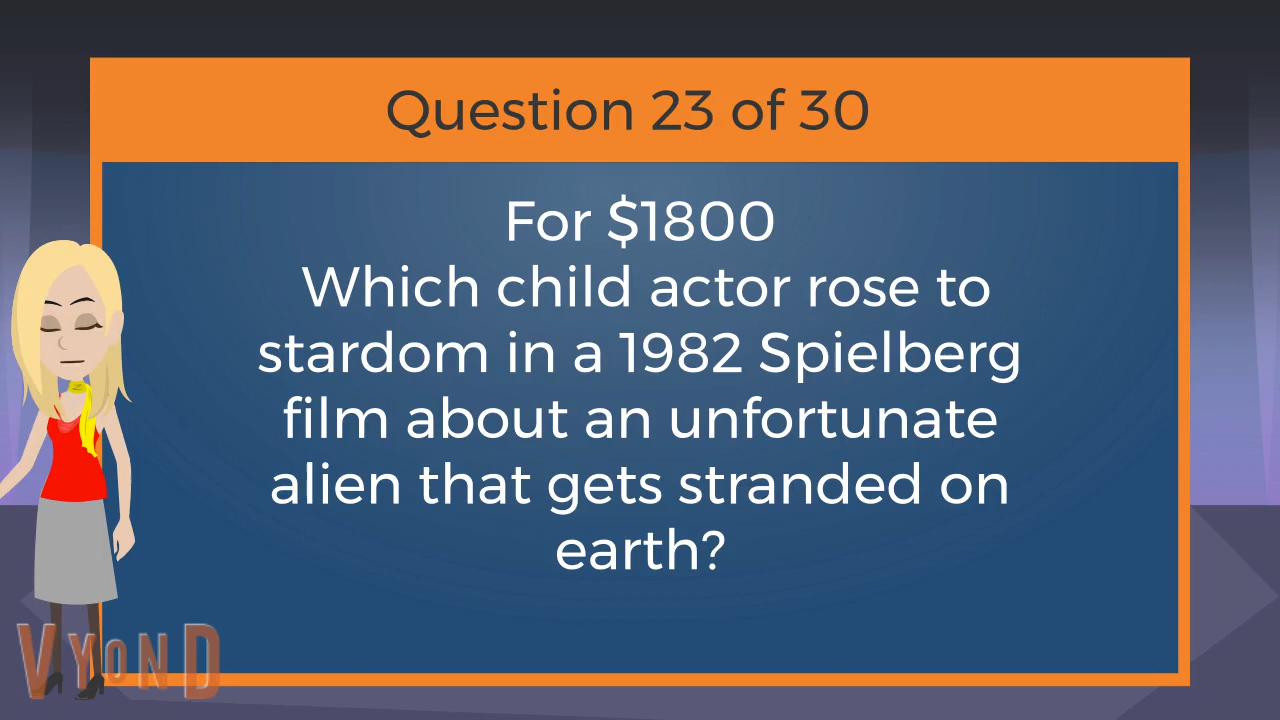 Question 23 of 30
For $1800
Which child actor rose to
stardom in a 1982 Spielberg
film about an unfortunate
alien that gets stranded on
earth?
VYOND